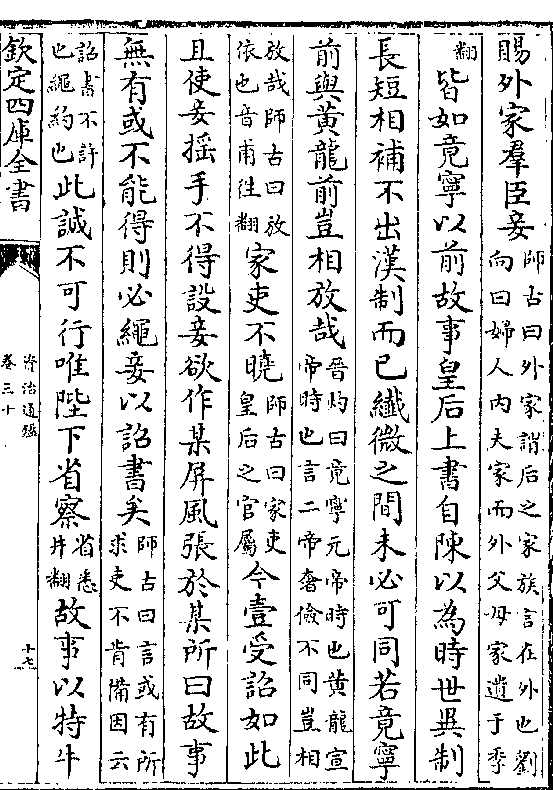 賜外家羣臣妾師古曰外家謂后之家族言在外也劉向曰婦人内夫家而外父母家遺于季
翻皆如竟寧以前故事皇后上書自陳以為時世異制
長短相補不出漢制而已纖微之間未必可同若竟寧
前與黄龍前豈相放哉晉灼曰竟寧元帝時也黄龍宣帝時也言二帝奢儉不同豈相
放哉師古曰放依也音甫徃翻家吏不曉師古曰家吏皇后之官屬今壹受詔如此
且使妾揺手不得設妾欲作某屏風張於某所曰故事
無有或不能得則必繩妾以詔書矣師古曰言或有所求吏不肯備因云
詔書不許也繩約也此誠不可行唯陛下省察省悉井翻故事以特牛
欽定四庫全書
資治通鑑
卷三十
十七